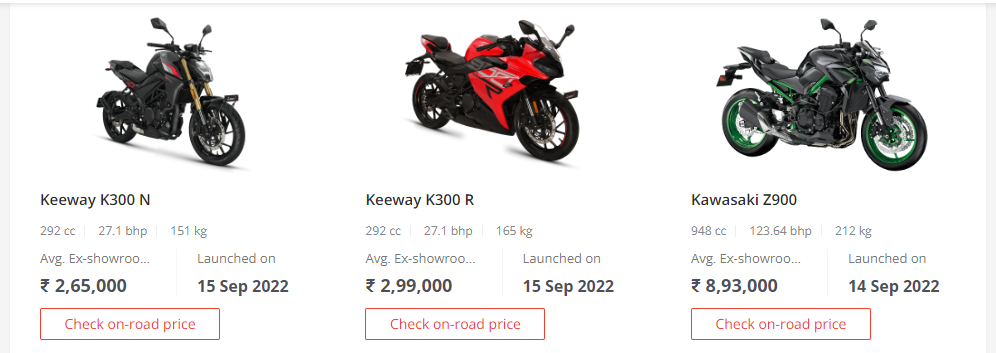 Keeway K300 N
292 cc 27.1 bhp 151 kg
Avg. Ex-showroo... Launched on
₹ 2,65,000 15 Sep 2022
Check on-road price
Keeway K300 R
292 cc 27.1 bhp 165 kg
Avg. Ex-showroo... Launched on
₹ 2,99,000 15 Sep 2022
Check on-road price
Kawasaki Z900
948 cc 123.64 bhp 212 kg
Avg. Ex-showroo... Launched on
₹ 8,93,000 14 Sep 2022
Check on-road price